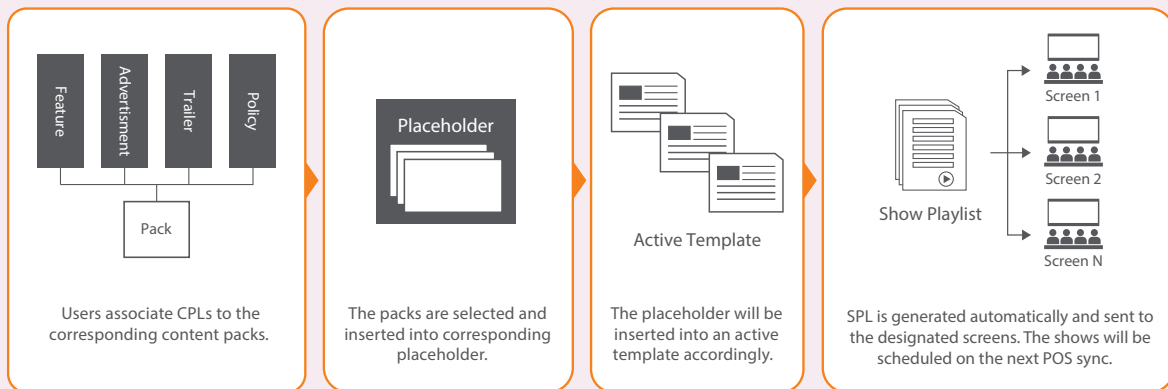 Feature
Advertisment
Trailer
Policy
Pack
Users associate CPLs to the
corresponding content packs.
Placeholder
The packs are selected and
inserted into corresponding
placeholder.
Active Template
The placeholder will be
inserted into an active
template accordingly.
Show Playlist
Screen 1
Screen 2
Screen N
SPL is generated automatically and sent to
the designated screens. The shows will be
scheduled on the next POS sync.